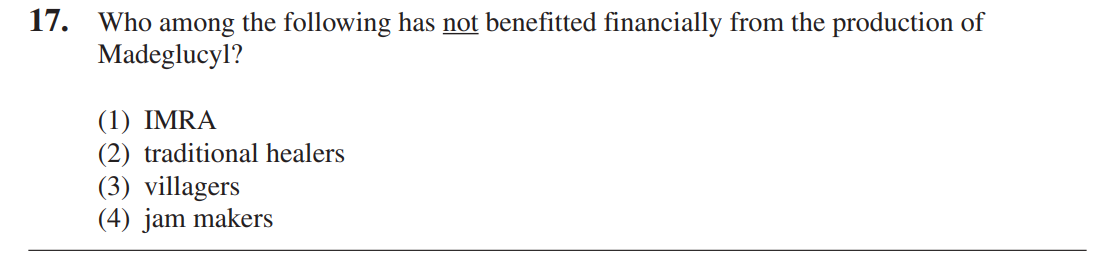 17. Who among the following has not benefitted financially from the production of
Madeglucyl?
(1) IMRA
(2) traditional healers
(3) villagers
(4) jam makers